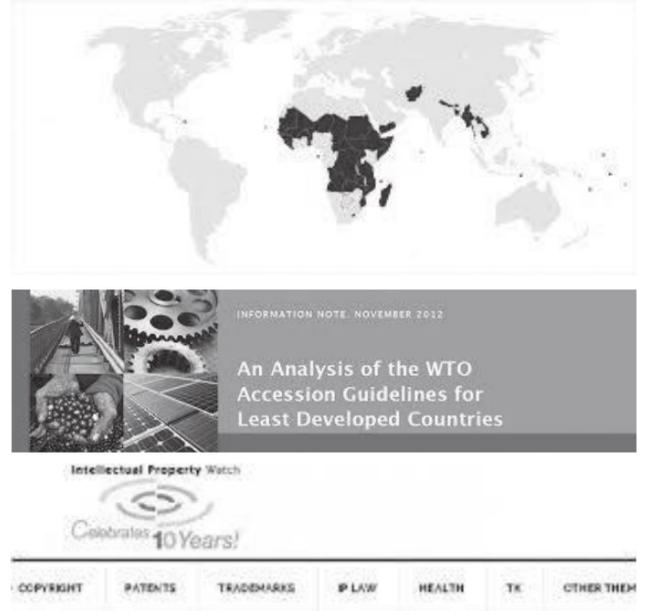 INFORMATION NOTE. NOVEMBER 2012
An Analysis of the WTO
Accession Guidelines for
Least Developed Countries
Intellectual Property Watch
Celebrates 10 Years!
COPYRIGHT PATENTS TRADEMARKS IP LAW HEALTH TK OTHER THEM